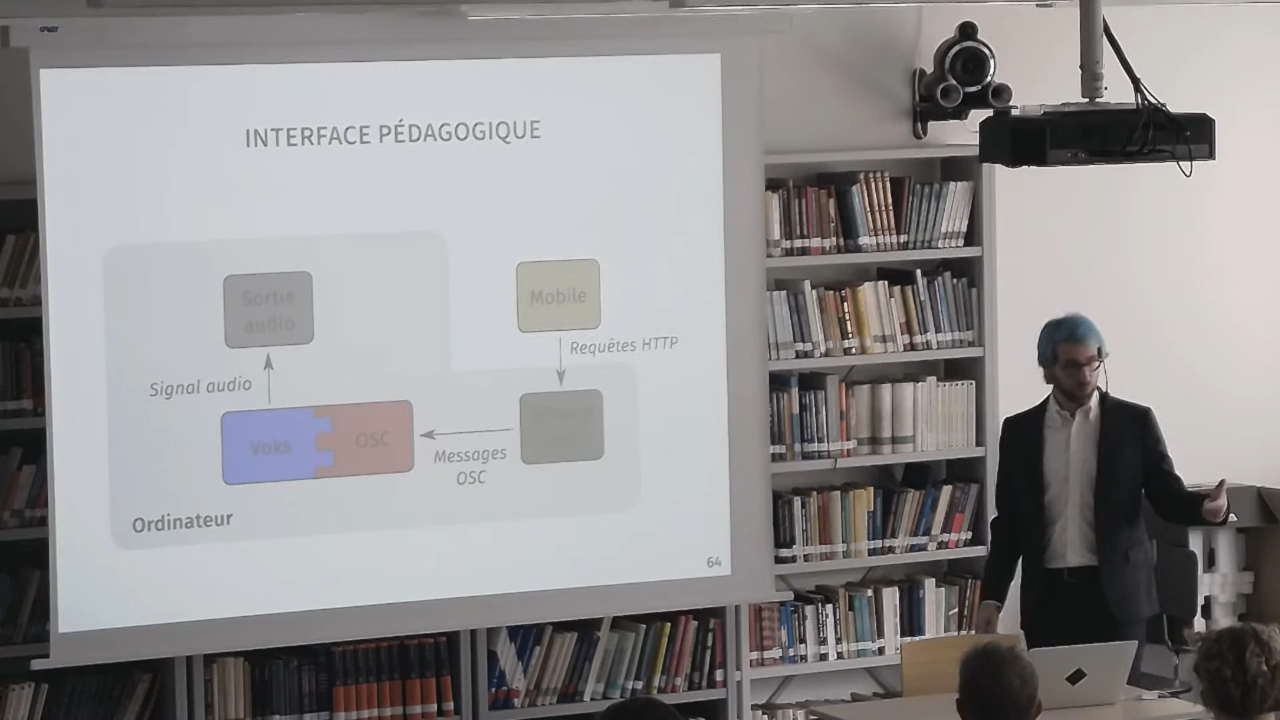 INTERFACE PÉDAGOGIQUE
Sortie
audio
Mobile
Requêtes HTTP
Signal audio
Voks
OSC
Messages
OSC
Ordinateur
64